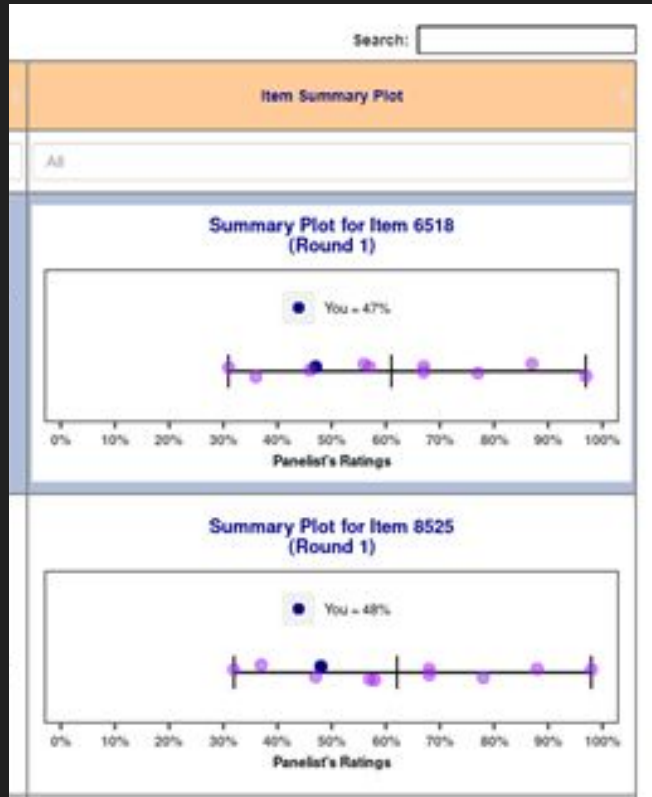 Search:
Item Summary Plot
All
Summary Plot for Item 6518
(Round 1)
You = 47%
0% 10% 20% 30% 40% 50% 60% 70% 80% 90% 100%
Panelist's Ratings
Summary Plot for Item 8525
(Round 1)
You = 48%
0% 10% 20% 30% 40% 50% 60% 70% 80% 90% 100%
Panelist's Ratings